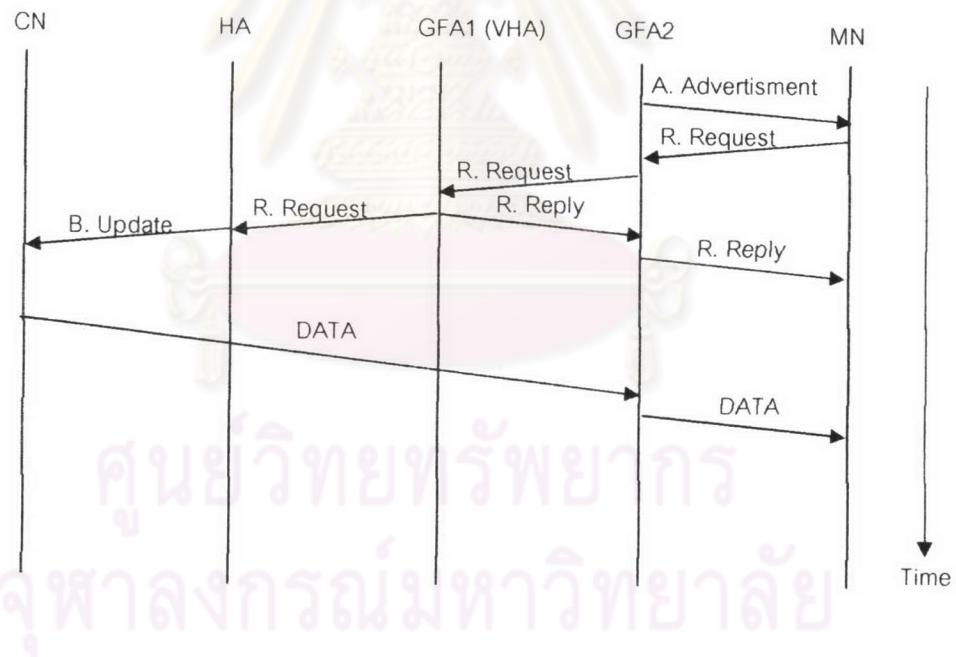 CN
HA
GFA1 (VHA)
GFA2
MN
A. Advertisment
R. Request
R. Request
R. Request
R. Reply
B. Update
R. Reply
DATA
DATA
Time
ศูนย์วิทยทรัพยากร
จุฬาลงกรณ์มหาวิทยาลัย